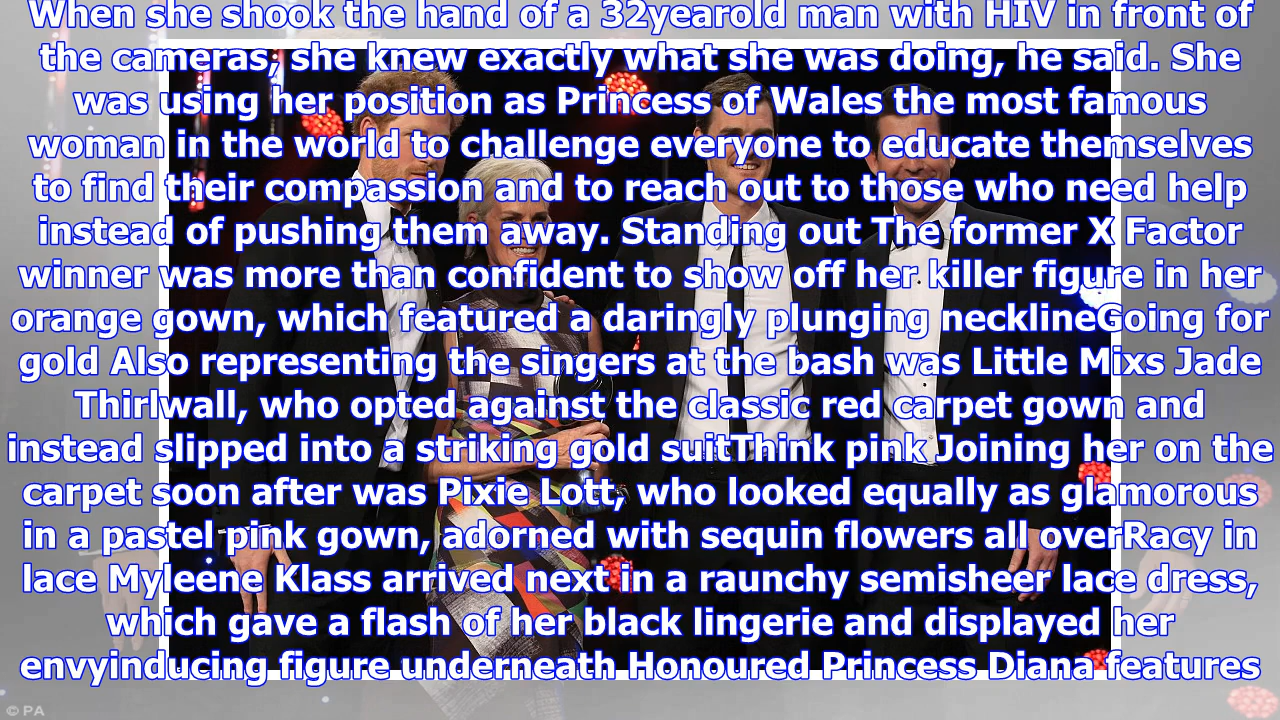 When she shook the hand of a 32yearold man with HIV in front of
the cameras, she knew exactly what she was doing, he said. She
was using her position as Princess of Wales the most famous
woman in the world to challenge everyone to educate themselves
to find their compassion and to reach out to those who need help
instead of pushing them away. Standing out The former X Factor
winner was more than confident to show off her killer figure in her
orange gown, which featured a daringly plunging necklineGoing for
gold Also representing the singers at the bash was Little Mixs Jade
Thirlwall, who opted against the classic red carpet gown and
instead slipped into a striking gold suitThink pink Joining her on the
carpet soon after was Pixie Lott, who looked equally as glamorous
in a pastel pink gown, adorned with sequin flowers all overRacy in
lace Myleene Klass arrived next in a raunchy semisheer lace dress,
which gave a flash of her black lingerie and displayed her
envyinducing figure underneath Honoured Princess Diana features
© PA